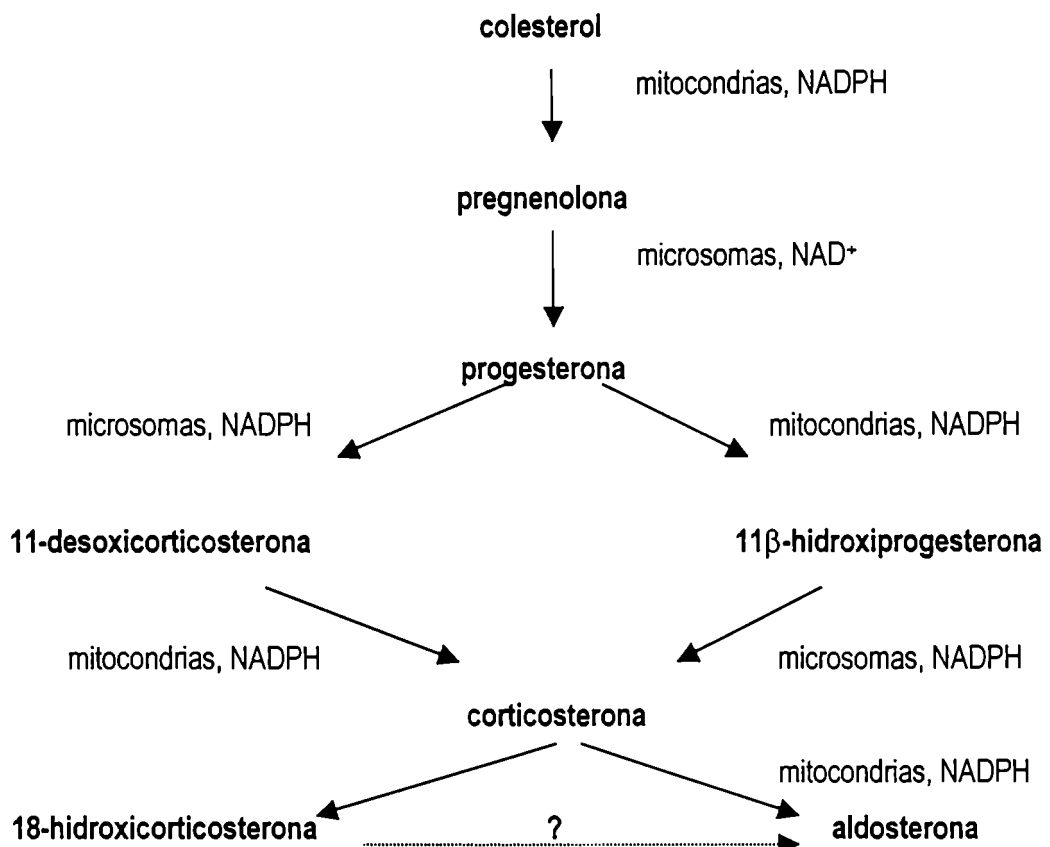 colesterol
mitocondrias, NADPH
pregnenolona
microsomas, NAD⁺
progesterona
microsomas, NADPH
mitocondrias, NADPH
11-desoxicorticosterona
11β-hidroxiprogesterona
mitocondrias, NADPH
microsomas, NADPH
corticosterona
mitocondrias, NADPH
18-hidroxicorticosterona
?
aldosterona